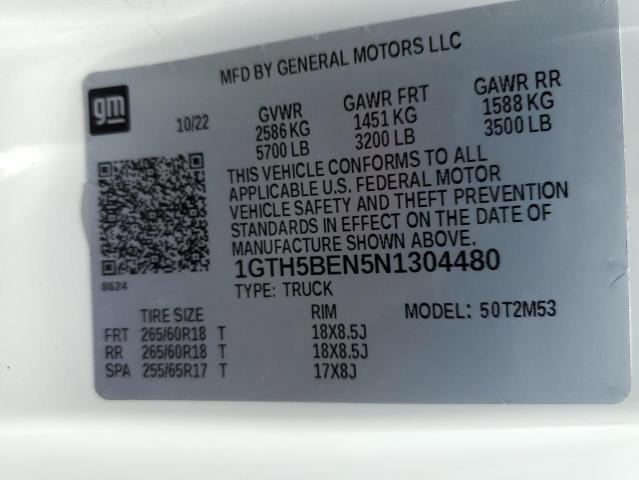 MFD BY GENERAL MOTORS LLC
gm
10/22
GVWR GAWR FRT GAWR RR
2586 KG 1451 KG 1588 KG
5700 LB 3200 LB 3500 LB
THIS VEHICLE CONFORMS TO ALL
APPLICABLE U.S. FEDERAL MOTOR
VEHICLE SAFETY AND THEFT PREVENTION
STANDARDS IN EFFECT ON THE DATE OF
MANUFACTURE SHOWN ABOVE.
1GTH5BEN5N1304480
8624
TYPE: TRUCK
MODEL: 50T2M53
TIRE SIZE RIM
FRT 265/60R18 T 18X8.5J
RR 265/60R18 T 18X8.5J
SPA 255/65R17 T 17X8J